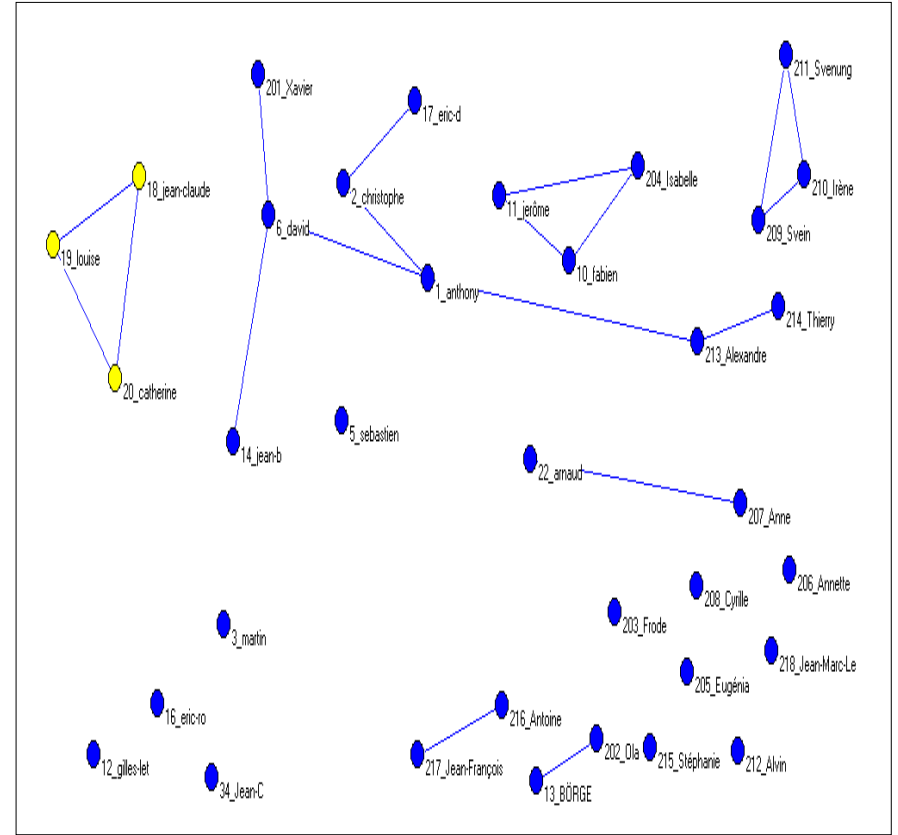 211_Svenung
201_Xavier
17_eric-d
204_Isabelle
18_jean-claude
210_Irène
2_christophe
11_jerôme
6_david
209_Svein
19_louise
10_fabien
1_anthony
214_Thierry
213_Alexandre
20_catherine
5_sebastien
14_jean-b
22_arnaud
207_Anne
206_Annette
208_Cyrille
203_Frode
3_martin
218_Jean-Marc-Le
205_Eugénia
16_eric-ro
216_Antoine
202_Ola
215_Stéphanie
212_Alvin
12_gilles-let
217_Jean-François
34_Jean-C
13_BÖRGE